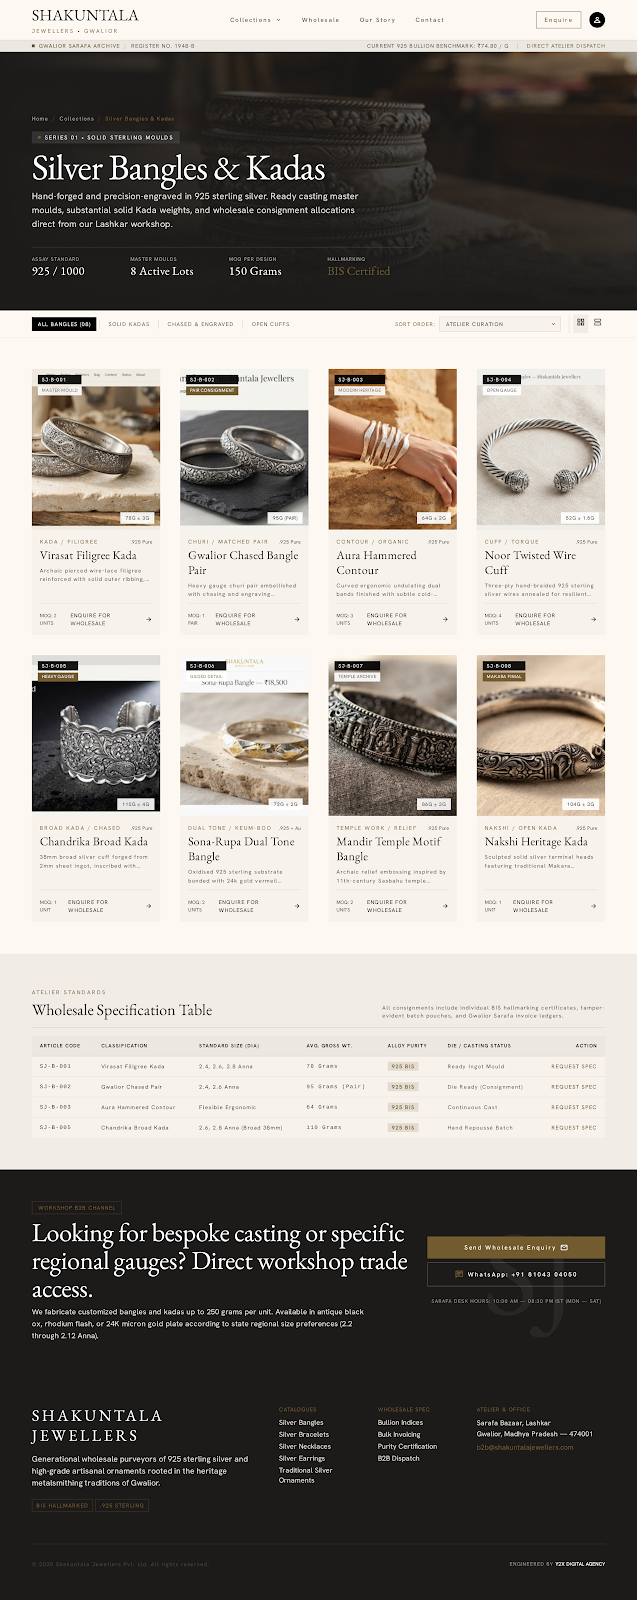 SHAKUNTALA
JEWELLERS • GWALIOR
Collections
Wholesale
Our Story
Contact
Enquire
GWALIOR SARAFA ARCHIVE / REGISTER NO. 1948-B
CURRENT 925 BULLION BENCHMARK: ₹74.80 / G | DIRECT ATELIER DISPATCH
Home / Collections / Silver Bangles & Kadas
SERIES 01 • SOLID STERLING MOULDS
Silver Bangles & Kadas
Hand-forged and precision-engraved in 925 sterling silver. Ready casting master
moulds, substantial solid Kada weights, and wholesale consignment allocations
direct from our Lashkar workshop.
ASSAY STANDARD
925 / 1000
MASTER MOULDS
8 Active Lots
MOQ PER DESIGN
150 Grams
HALLMARKING
BIS Certified
ALL BANGLES (08)
SOLID KADAS
CHASED & ENGRAVED
OPEN CUFFS
SORT ORDER:
ATELIER CURATION
SJ-B-001
MASTER MOULD
78G ± 3G
KADA / FILIGREE
.925 Pure
Virasat Filigree Kada
Archaic pierced wire-lace filigree
reinforced with solid outer ribbing,...
MOQ: 2
UNITS
ENQUIRE FOR
WHOLESALE
SJ-B-002
ntala Jewellers
PAIR CONSIGNMENT
95G (PAIR)
CHURI / MATCHED PAIR
.925 Pure
Gwalior Chased Bangle
Pair
Heavy gauge churi pair embellished
with chasing and engraving...
MOQ: 1
PAIR
ENQUIRE FOR
WHOLESALE
SJ-B-003
MODERN HERITAGE
64G ± 2G
CONTOUR / ORGANIC
.925 Pure
Aura Hammered
Contour
Curved ergonomic undulating dual
bands finished with subtle cold-...
MOQ: 3
UNITS
ENQUIRE FOR
WHOLESALE
SJ-B-004
— Shakuntala Jewellers
OPEN GAUGE
52G ± 1.5G
CUFF / TORQUE
.925 Pure
Noor Twisted Wire
Cuff
Three-ply hand-braided 925 sterling
silver wires annealed for resilient...
MOQ: 4
UNITS
ENQUIRE FOR
WHOLESALE
SJ-B-005
HEAVY GAUGE
110G ± 4G
BROAD KADA / CHASED
.925 Pure
Chandrika Broad Kada
38mm broad silver cuff forged from
2mm sheet ingot, inscribed with...
MOQ: 1
UNIT
ENQUIRE FOR
WHOLESALE
SJ-B-006
SHAKUNTALA
GILDED DETAIL
Sona-Rupa Bangle — ₹18,500
72G ± 2G
DUAL TONE / KEUM-BOO
.925 + Au
Sona-Rupa Dual Tone
Bangle
Oxidised 925 sterling substrate
bonded with 24k gold vermeil...
MOQ: 2
UNITS
ENQUIRE FOR
WHOLESALE
SJ-B-007
TEMPLE ARCHIVE
86G ± 3G
TEMPLE WORK / RELIEF
.925 Pure
Mandir Temple Motif
Bangle
Archaic relief embossing inspired by
11th-century Sasbahu temple...
MOQ: 2
UNITS
ENQUIRE FOR
WHOLESALE
SJ-B-008
MAKARA FINIAL
104G ± 3G
NAKSHI / OPEN KADA
.925 Pure
Nakshi Heritage Kada
Sculpted solid silver terminal heads
featuring traditional Makara...
MOQ: 1
UNIT
ENQUIRE FOR
WHOLESALE
ATELIER STANDARDS
Wholesale Specification Table
All consignments include individual BIS hallmarking certificates, tamper-
evident batch pouches, and Gwalior Sarafa invoice ledgers.
ARTICLE CODE CLASSIFICATION STANDARD SIZE (DIA) AVG. GROSS WT. ALLOY PURITY DIE / CASTING STATUS ACTION
SJ-B-001 Virasat Filigree Kada 2.4, 2.6, 2.8 Anna 78 Grams 925 BIS Ready Ingot Mould REQUEST SPEC
SJ-B-002 Gwalior Chased Pair 2.4, 2.6 Anna 95 Grams (Pair) 925 BIS Die Ready (Consignment) REQUEST SPEC
SJ-B-003 Aura Hammered Contour Flexible Ergonomic 64 Grams 925 BIS Continuous Cast REQUEST SPEC
SJ-B-005 Chandrika Broad Kada 2.6, 2.8 Anna (Broad 38mm) 110 Grams 925 BIS Hand Repoussé Batch REQUEST SPEC
WORKSHOP B2B CHANNEL
Looking for bespoke casting or specific
regional gauges? Direct workshop trade
access.
We fabricate customized bangles and kadas up to 250 grams per unit. Available in antique black
ox, rhodium flash, or 24K micron gold plate according to state regional size preferences (2.2
through 2.12 Anna).
Send Wholesale Enquiry
WhatsApp: +91 81043 04050
SARAFA DESK HOURS: 10:30 AM — 08:30 PM IST (MON — SAT)
SJ
SHAKUNTALA
JEWELLERS
Generational wholesale purveyors of 925 sterling silver and
high-grade artisanal ornaments rooted in the heritage
metalsmithing traditions of Gwalior.
BIS HALLMARKED
.925 STERLING
CATALOGUES
Silver Bangles
Silver Bracelets
Silver Necklaces
Silver Earrings
Traditional Silver
Ornaments
WHOLESALE SPEC
Bullion Indices
Bulk Invoicing
Purity Certification
B2B Dispatch
ATELIER & OFFICE
Sarafa Bazaar, Lashkar
Gwalior, Madhya Pradesh — 474001
b2b@shakuntalajewellers.com
© 2025 Shakuntala Jewellers Pvt. Ltd. All rights reserved.
ENGINEERED BY Y2X DIGITAL AGENCY